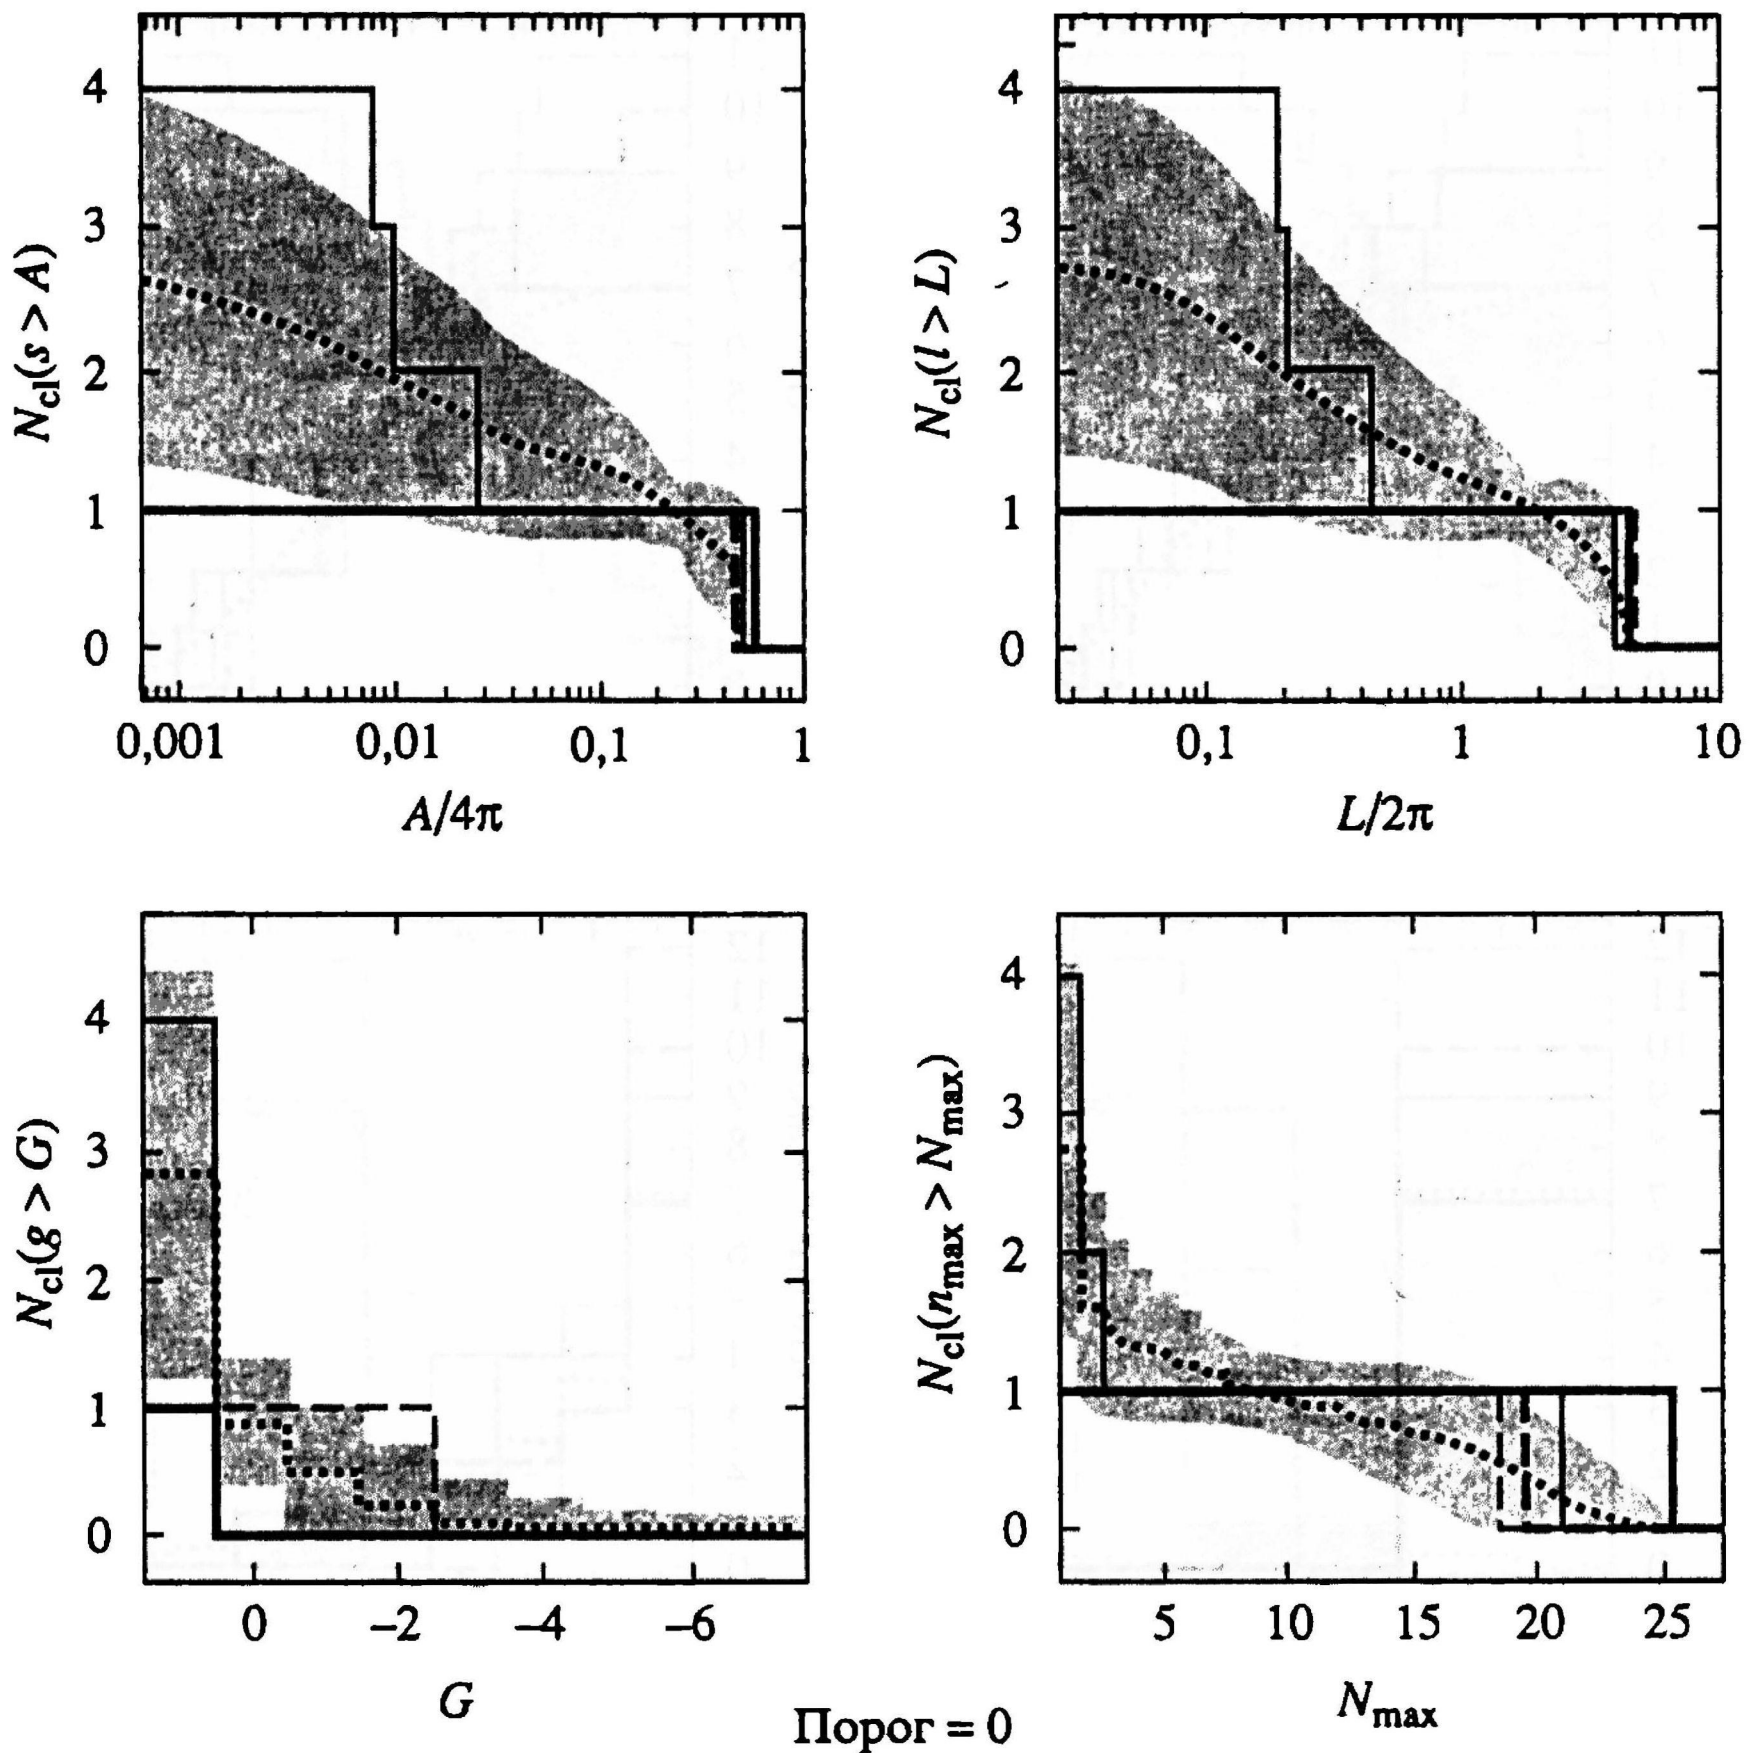 4
3
2
1
0
N_cl(s > A)
0,001 0,01 0,1 1
A/4π
4
3
2
1
0
N_cl(l > L)
0,1 1 10
L/2π
4
3
2
1
0
N_cl(g > G)
0 –2 –4 –6
G
4
3
2
1
0
N_cl(n_max > N_max)
5 10 15 20 25
N_max
Порог = 0